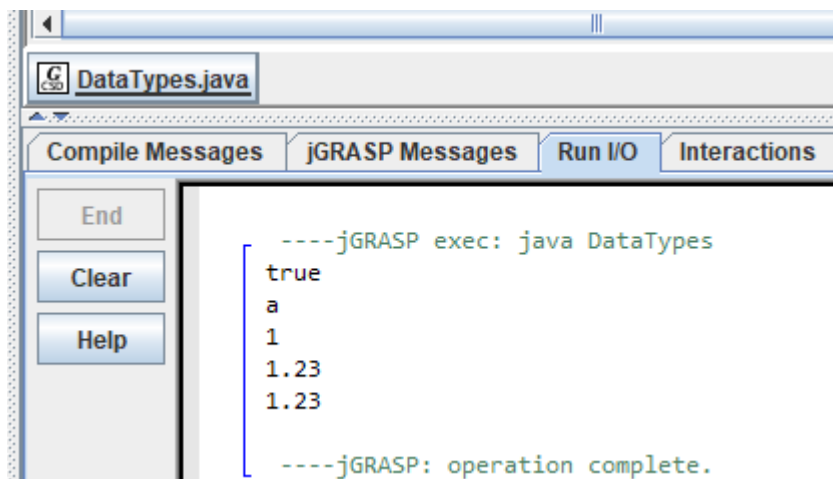 G
CSD
DataTypes.java
Compile Messages jGRASP Messages Run I/O Interactions
End
Clear
Help
----jGRASP exec: java DataTypes
true
a
1
1.23
1.23
----jGRASP: operation complete.